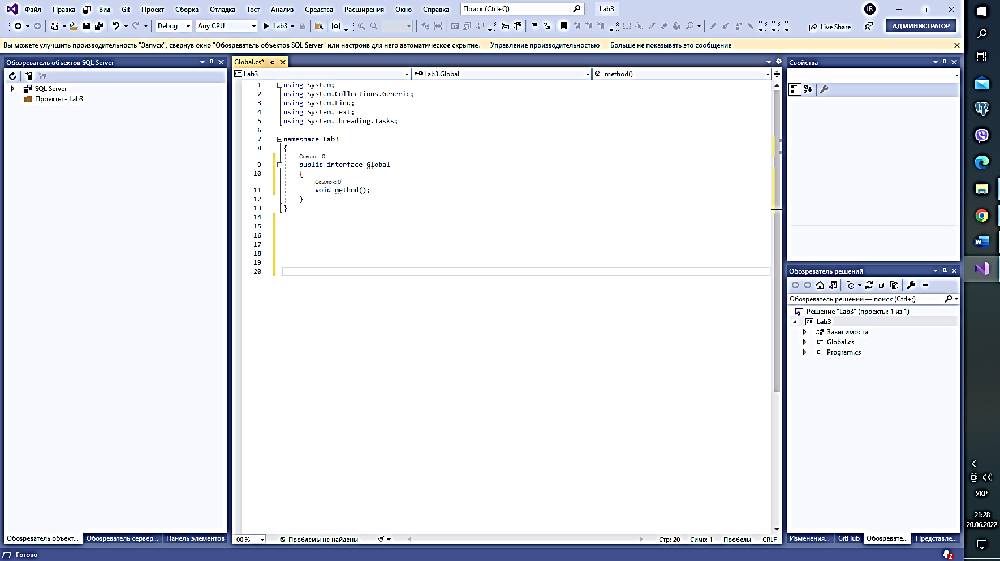 Файл Правка Вид Git Проект Сборка Отладка Тест Анализ Средства Расширения Окно Справка Поиск (Ctrl+Q) Lab3 IB
Debug Any CPU Lab3 Live Share АДМИНИСТРАТОР
Вы можете улучшить производительность "Запуск", свернув окно "Обозреватель объектов SQL Server" или настроив для него автоматическое скрытие. Управление производительностью Больше не показывать это сообщение
Обозреватель объектов SQL Server
SQL Server
Проекты - Lab3
Global.cs*
Lab3 Lab3.Global method()
1 using System;
2 using System.Collections.Generic;
3 using System.Linq;
4 using System.Text;
5 using System.Threading.Tasks;
6
7 namespace Lab3
8 {
Ссылок: 0
9 public interface Global
10 {
Ссылок: 0
11 void method();
12 }
13 }
14
15
16
17
18
19
20
Свойства
Обозреватель решений
Обозреватель решений — поиск (Ctrl+;)
Решение "Lab3" (проекты: 1 из 1)
Lab3
Зависимости
C# Global.cs
C# Program.cs
100 % Проблемы не найдены. Стр: 20 Симв: 1 Пробелы CRLF
Обозреватель объект... Обозреватель сервер... Панель элементов
Изменения... GitHub Обозревате... Представле...
Готово
2
УКР
21:28
20.06.2022